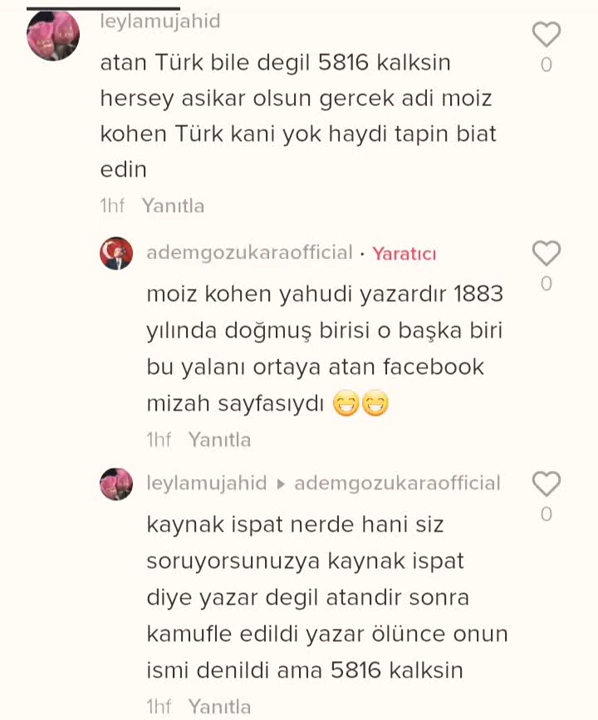 leylamujahid
atan Türk bile degil 5816 kalksin
hersey asikar olsun gercek adi moiz
kohen Türk kani yok haydi tapin biat
edin
0
1hf Yanıtla
ademgozukaraofficial · Yaratıcı
moiz kohen yahudi yazardır 1883
yılında doğmuş birisi o başka biri
bu yalanı ortaya atan facebook
mizah sayfasıydı 😁😁
0
1hf Yanıtla
leylamujahid ▸ ademgozukaraofficial
kaynak ispat nerde hani siz
soruyorsunuzya kaynak ispat
diye yazar degil atandir sonra
kamufle edildi yazar ölünce onun
ismi denildi ama 5816 kalksin
0
1hf Yanıtla